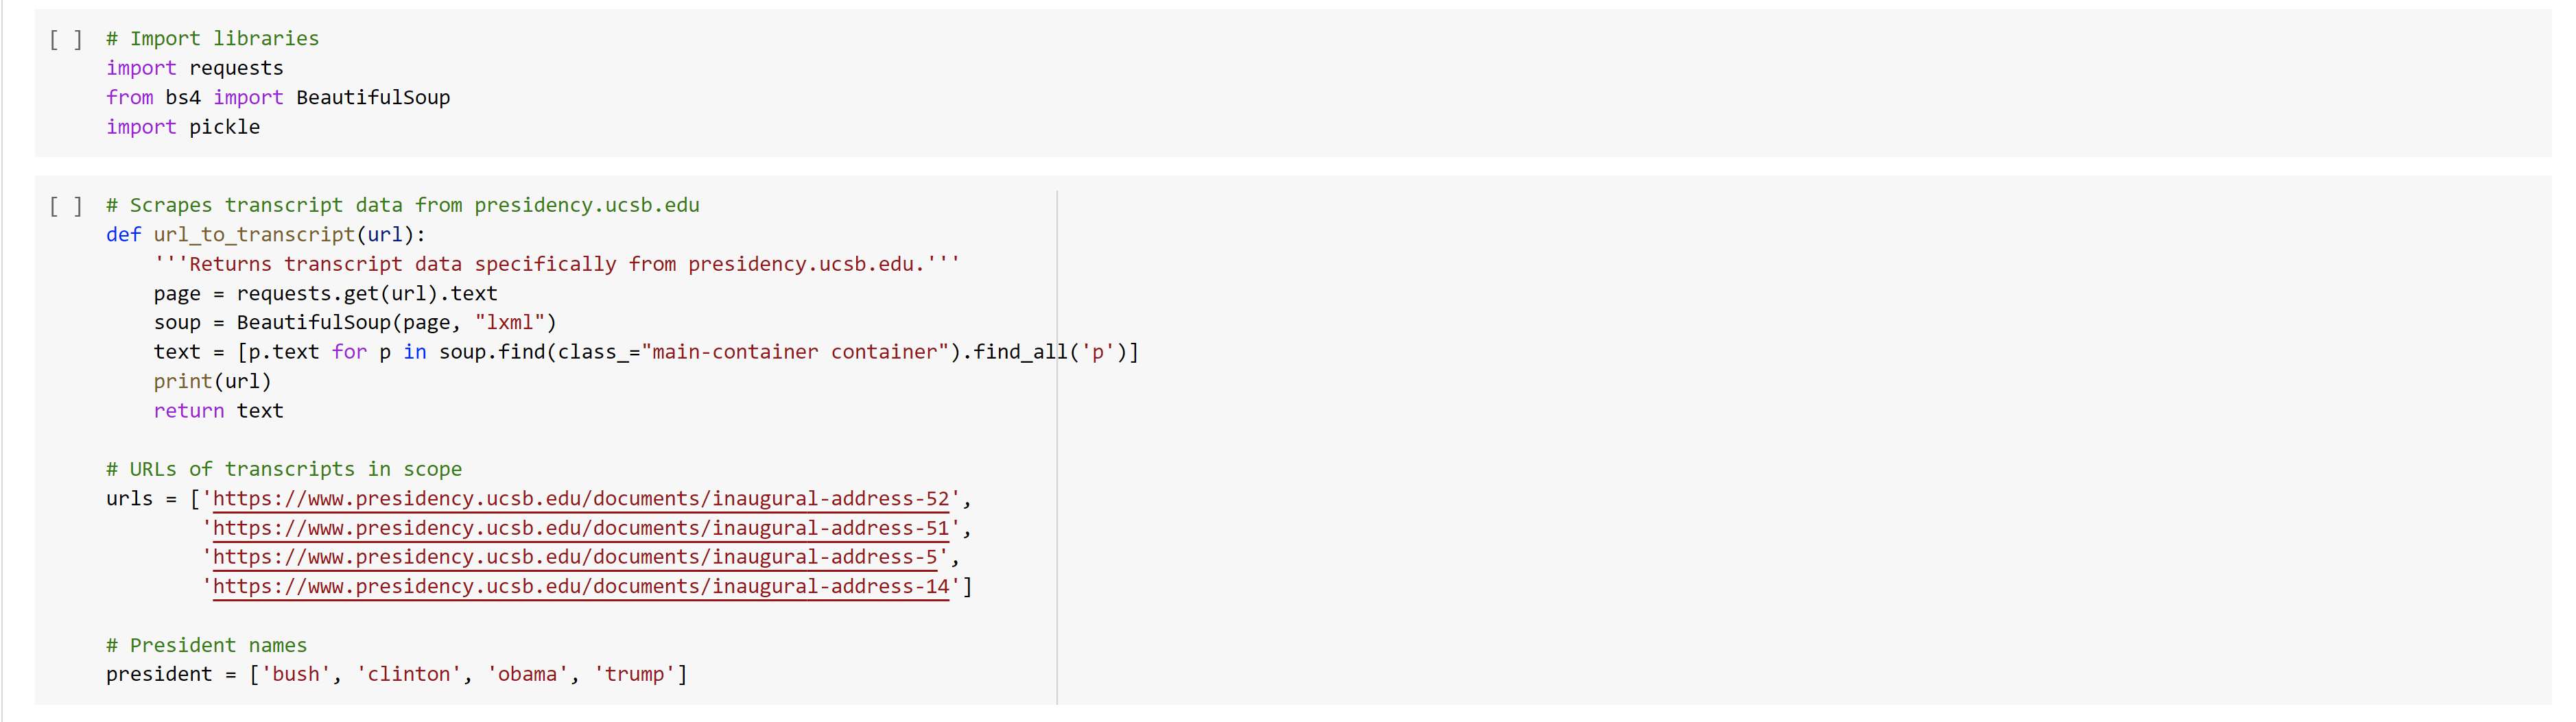 [ ] # Import libraries
import requests
from bs4 import BeautifulSoup
import pickle
[ ] # Scrapes transcript data from presidency.ucsb.edu
def url_to_transcript(url):
    '''Returns transcript data specifically from presidency.ucsb.edu.'''
    page = requests.get(url).text
    soup = BeautifulSoup(page, "lxml")
    text = [p.text for p in soup.find(class_="main-container container").find_all('p')]
    print(url)
    return text
# URLs of transcripts in scope
urls = ['https://www.presidency.ucsb.edu/documents/inaugural-address-52',
        'https://www.presidency.ucsb.edu/documents/inaugural-address-51',
        'https://www.presidency.ucsb.edu/documents/inaugural-address-5',
        'https://www.presidency.ucsb.edu/documents/inaugural-address-14']
# President names
president = ['bush', 'clinton', 'obama', 'trump']